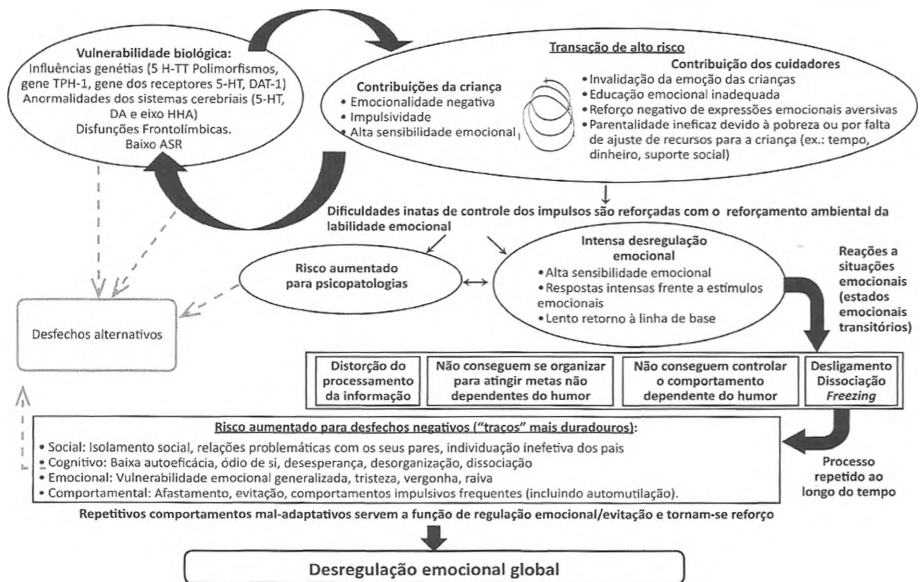 Vulnerabilidade biológica:
Influências genétias (5 H-TT Polimorfismos,
gene TPH-1, gene dos receptores 5-HT, DAT-1)
Anormalidades dos sistemas cerebriais (5-HT,
DA e eixo HHA)
Disfunções Frontolímbicas.
Baixo ASR
Transação de alto risco
Contribuições da criança
• Emocionalidade negativa
• Impulsividade
• Alta sensibilidade emocional
Contribuição dos cuidadores
• Invalidação da emoção das crianças
• Educação emocional inadequada
• Reforço negativo de expressões emocionais aversivas
• Parentalidade ineficaz devido à pobreza ou por falta
de ajuste de recursos para a criança (ex.: tempo,
dinheiro, suporte social)
Dificuldades inatas de controle dos impulsos são reforçadas com o reforçamento ambiental da
labilidade emocional
Risco aumentado
para psicopatologias
Intensa desregulação
emocional
• Alta sensibilidade emocional
• Respostas intensas frente a estímulos
emocionais
• Lento retorno à linha de base
Reações a
situações
emocionais
(estados
emocionais
transitórios)
Desfechos alternativos
Distorção do
processamento
da informação
Não conseguem se organizar
para atingir metas não
dependentes do humor
Não conseguem controlar
o comportamento
dependente do humor
Desligamento
Dissociação
Freezing
Risco aumentado para desfechos negativos (“traços” mais duradouros):
• Social: Isolamento social, relações problemáticas com os seus pares, individuação inefetiva dos pais
• Cognitivo: Baixa autoeficácia, ódio de si, desesperança, desorganização, dissociação
• Emocional: Vulnerabilidade emocional generalizada, tristeza, vergonha, raiva
• Comportamental: Afastamento, evitação, comportamentos impulsivos frequentes (incluindo automutilação).
Processo
repetido ao
longo do tempo
Repetitivos comportamentos mal-adaptativos servem a função de regulação emocional/evitação e tornam-se reforço
Desregulação emocional global